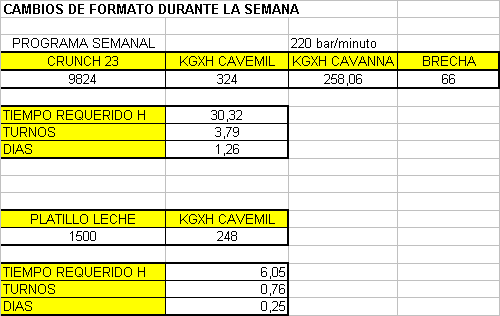 CAMBIOS DE FORMATO DURANTE LA SEMANA
PROGRAMA SEMANAL 220 bar/minuto
CRUNCH 23 KGXH CAVEMIL KGXH CAVANNA BRECHA
9824 324 258,06 66
TIEMPO REQUERIDO H 30,32
TURNOS 3,79
DIAS 1,26
PLATILLO LECHE KGXH CAVEMIL
1500 248
TIEMPO REQUERIDO H 6,05
TURNOS 0,76
DIAS 0,25